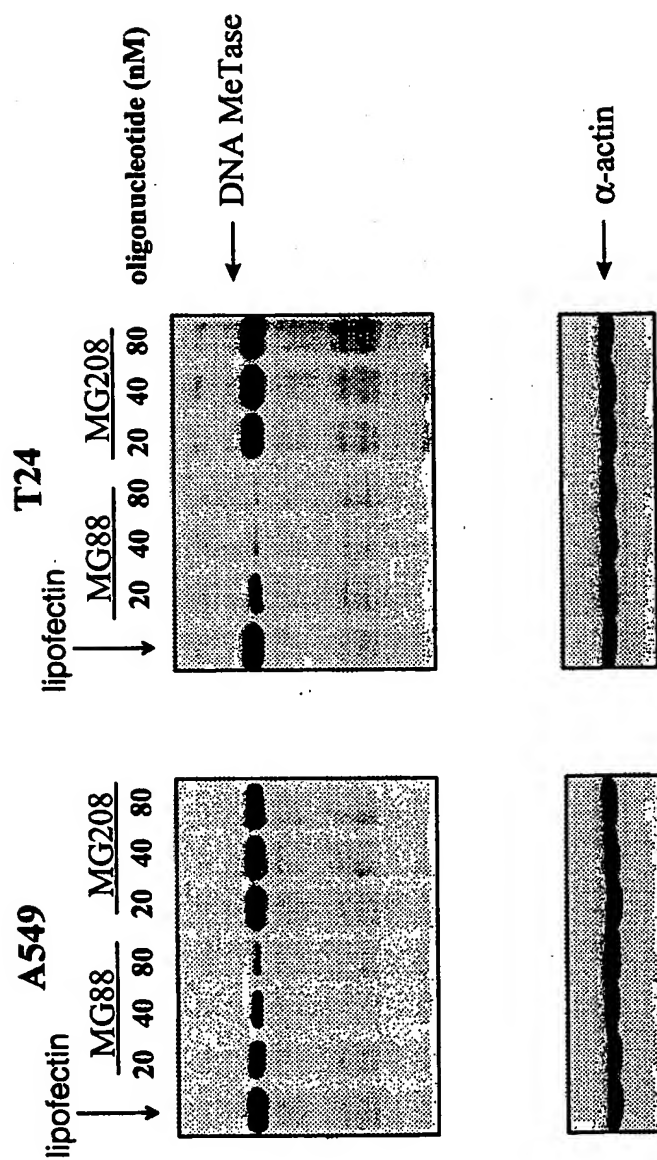 A549
T24
lipofectin
MG88
MG208
lipofectin
MG88
MG208
20 40 80 20 40 80
20 40 80 20 40 80
oligonucleotide (nM)
DNA MeTase
α-actin